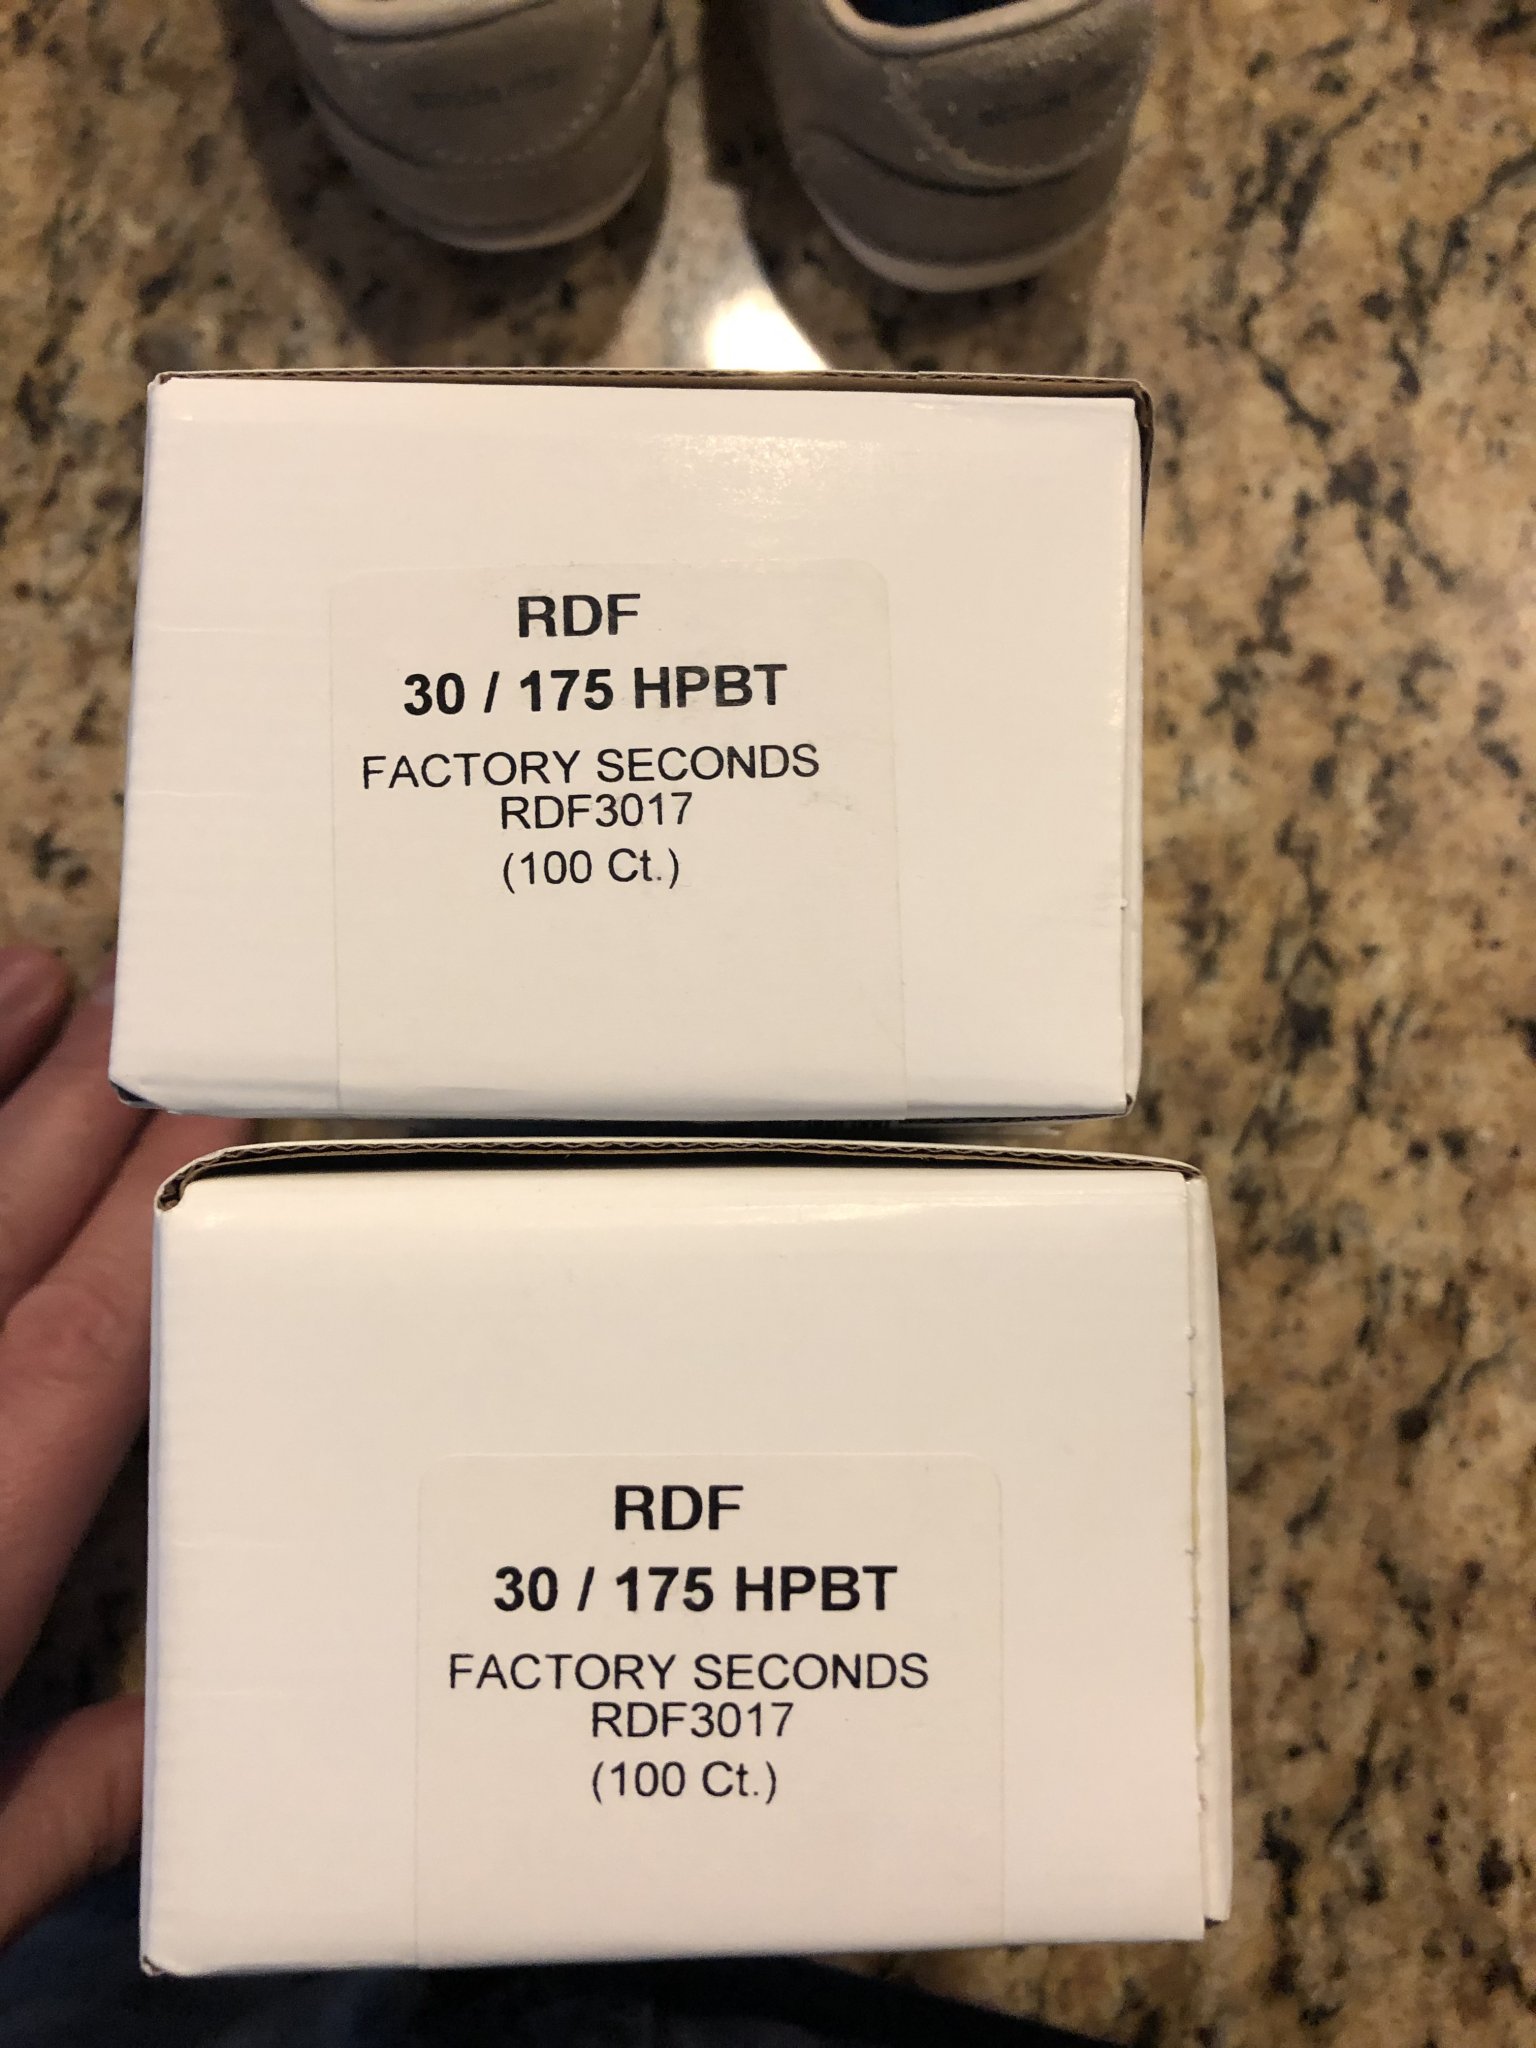 RDF
30 / 175 HPBT
FACTORY SECONDS
RDF3017
(100 Ct.)
RDF
30 / 175 HPBT
FACTORY SECONDS
RDF3017
(100 Ct.)